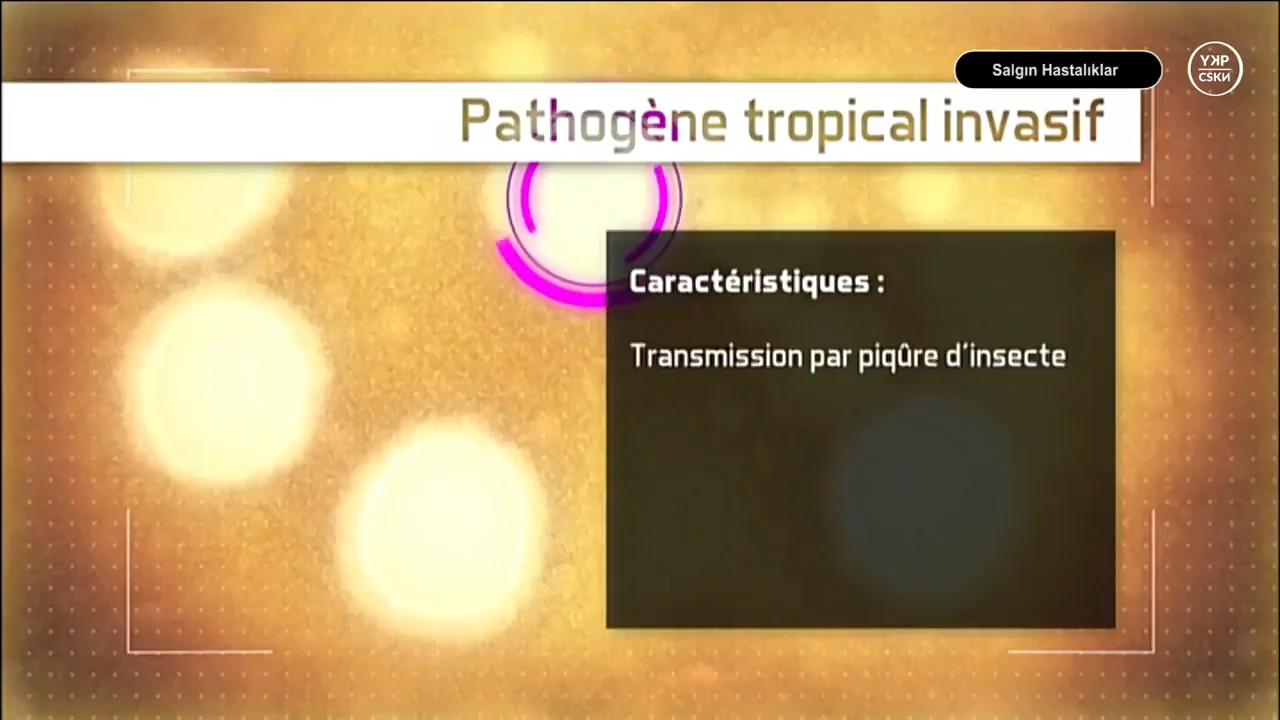 Salgın Hastalıklar
УКР
CSKИ
Pathogène tropical invasif
Caractéristiques :
Transmission par piqûre d'insecte